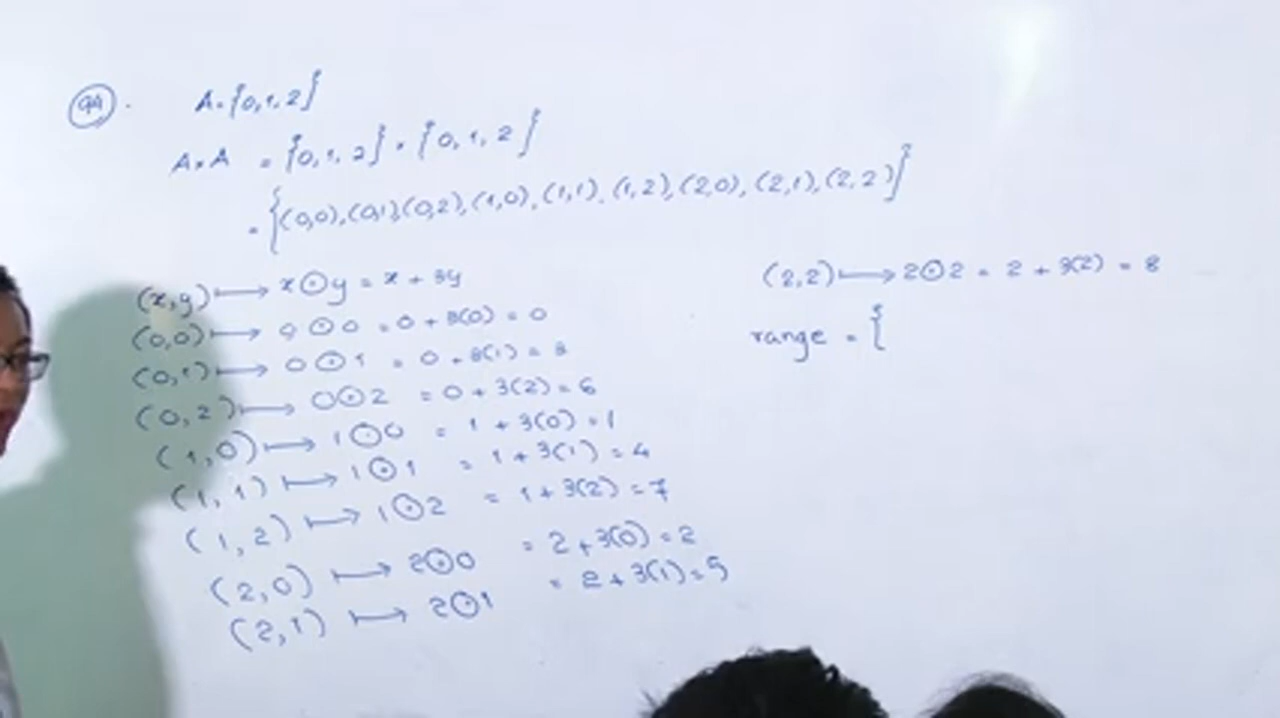 Q4.
A = {0,1,2}
A×A = {0,1,2} × {0,1,2}
= {(0,0),(0,1),(0,2),(1,0),(1,1),(1,2),(2,0),(2,1),(2,2)}
(x,y) ⟼ x⊙y = x + 3y
(0,0) ⟼ 0⊙0 = 0 + 3(0) = 0
(0,1) ⟼ 0⊙1 = 0 + 3(1) = 3
(0,2) ⟼ 0⊙2 = 0 + 3(2) = 6
(1,0) ⟼ 1⊙0 = 1 + 3(0) = 1
(1,1) ⟼ 1⊙1 = 1 + 3(1) = 4
(1,2) ⟼ 1⊙2 = 1 + 3(2) = 7
(2,0) ⟼ 2⊙0 = 2 + 3(0) = 2
(2,1) ⟼ 2⊙1 = 2 + 3(1) = 5
(2,2) ⟼ 2⊙2 = 2 + 3(2) = 8
range = {